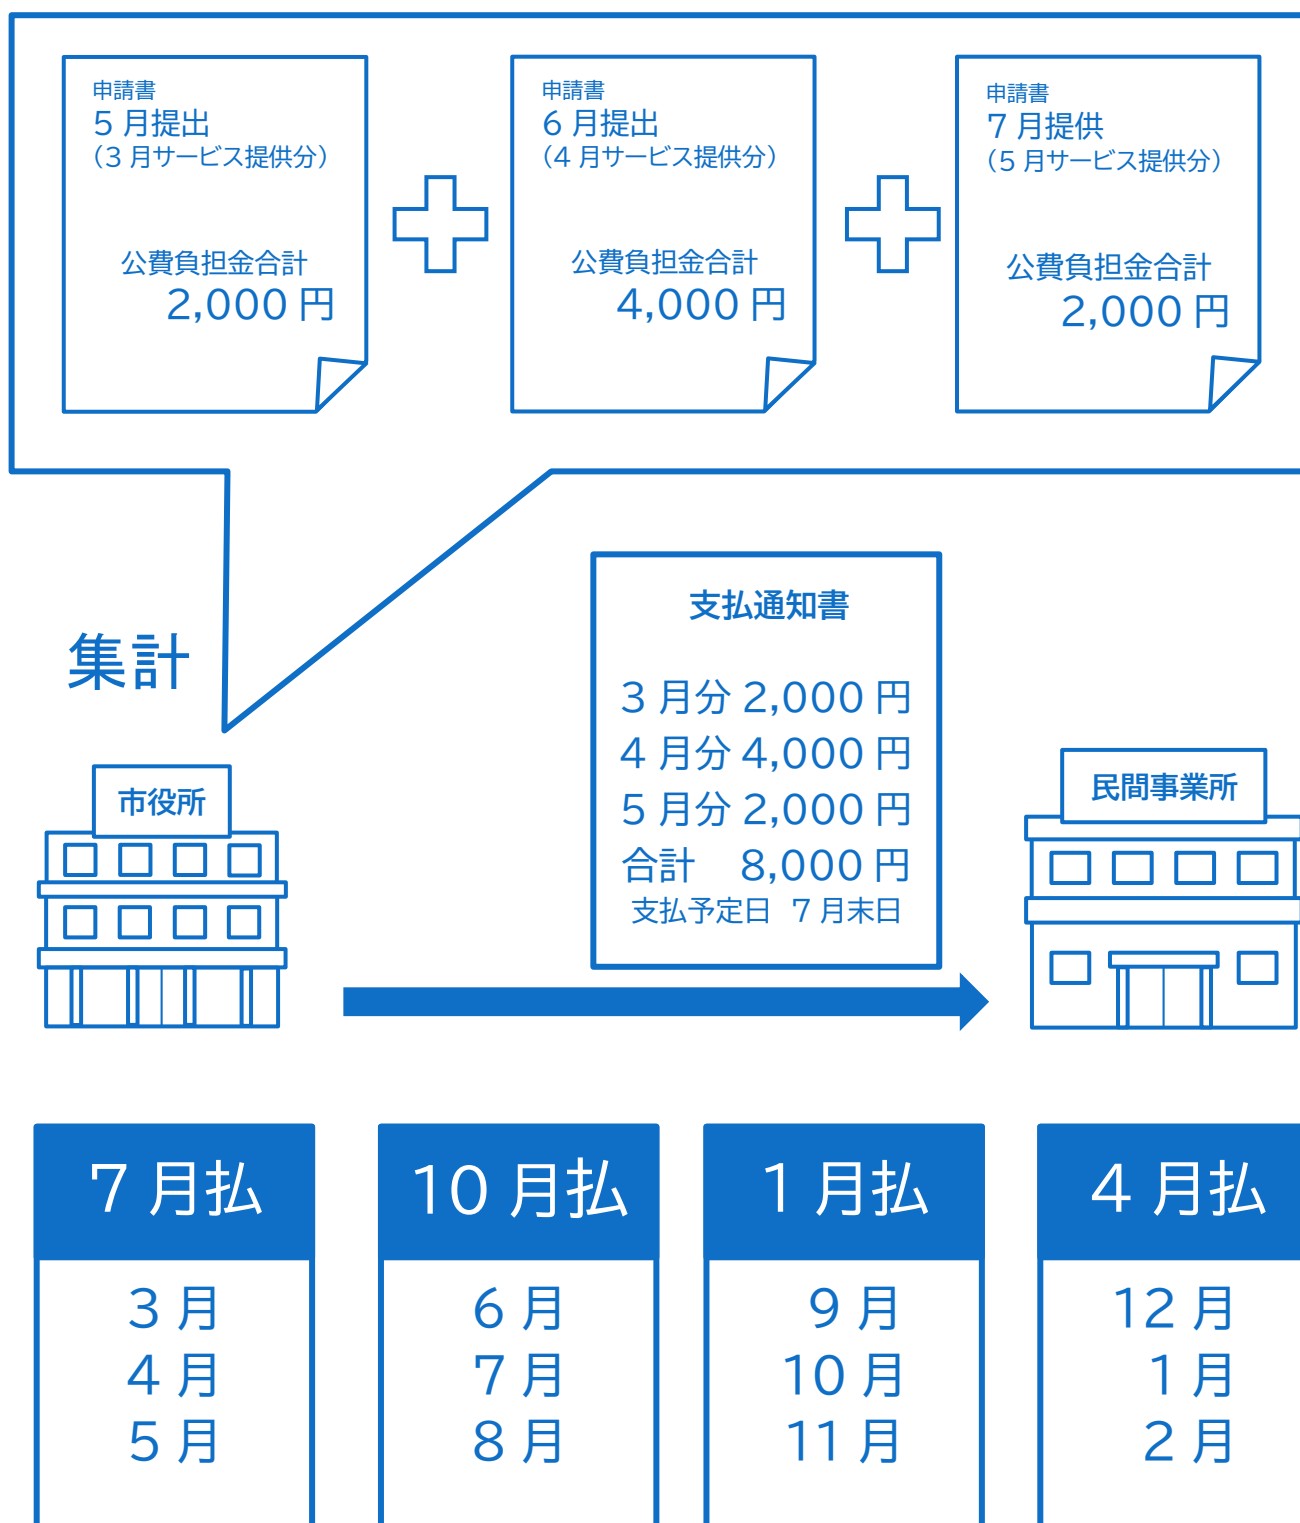 申請書
5 月提出
（3 月サービス提供分）
公費負担金合計
2,000 円
申請書
6 月提出
（4 月サービス提供分）
公費負担金合計
4,000 円
申請書
7 月提供
（5 月サービス提供分）
公費負担金合計
2,000 円
集計
支払通知書
3 月分 2,000 円
4 月分 4,000 円
5 月分 2,000 円
合計　8,000 円
支払予定日　7 月末日
市役所
民間事業所
7 月払
3 月
4 月
5 月
10 月払
6 月
7 月
8 月
1 月払
9 月
10 月
11 月
4 月払
12 月
1 月
2 月